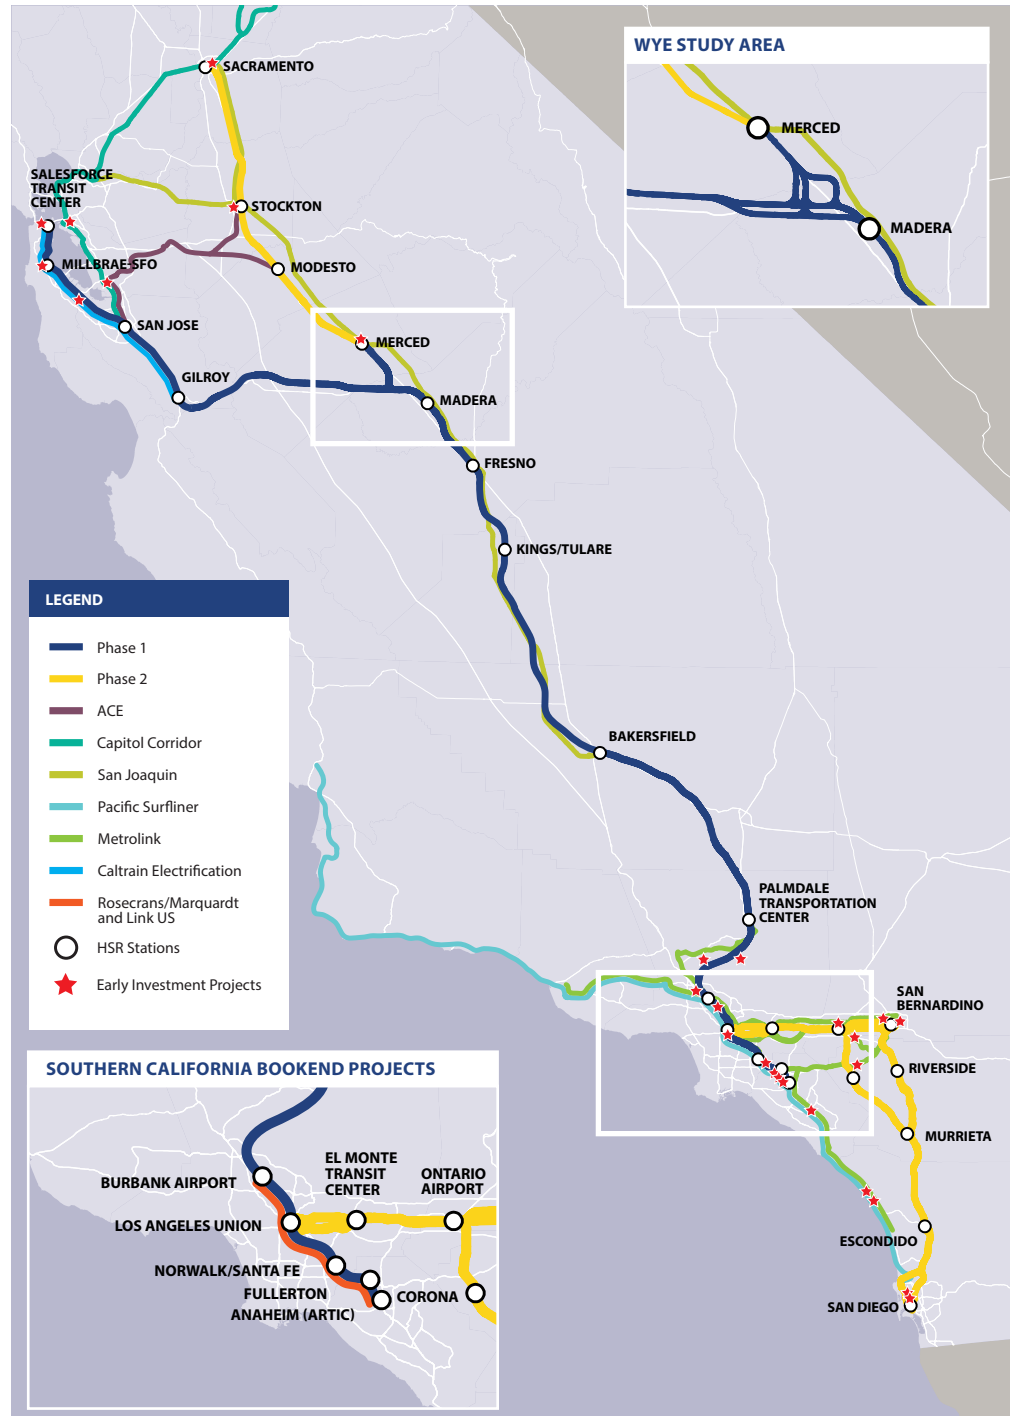 WYE STUDY AREA
MERCED
MADERA
SACRAMENTO
SALESFORCE
TRANSIT
CENTER
STOCKTON
MILLBRAE-SFO
MODESTO
SAN JOSE
MERCED
GILROY
MADERA
FRESNO
KINGS/TULARE
BAKERSFIELD
PALMDALE
TRANSPORTATION
CENTER
SAN
BERNARDINO
RIVERSIDE
MURRIETA
ESCONDIDO
SAN DIEGO
LEGEND
Phase 1
Phase 2
ACE
Capitol Corridor
San Joaquin
Pacific Surfliner
Metrolink
Caltrain Electrification
Rosecrans/Marquardt
and Link US
HSR Stations
Early Investment Projects
SOUTHERN CALIFORNIA BOOKEND PROJECTS
BURBANK AIRPORT
EL MONTE
TRANSIT
CENTER
ONTARIO
AIRPORT
LOS ANGELES UNION
NORWALK/SANTA FE
FULLERTON
ANAHEIM (ARTIC)
CORONA